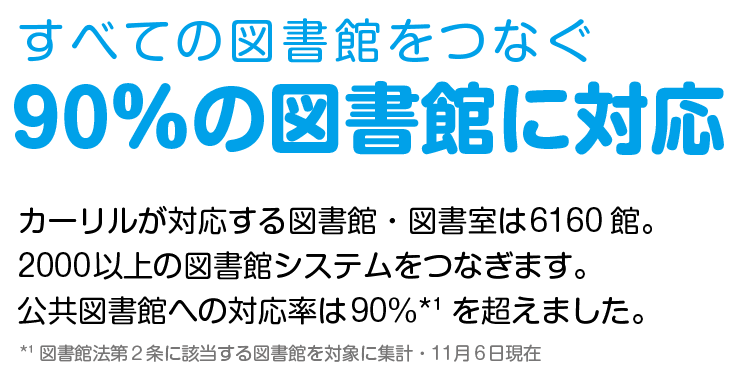 すべての図書館をつなぐ
90%の図書館に対応
カーリルが対応する図書館・図書室は6160館。
2000以上の図書館システムをつなぎます。
公共図書館への対応率は90%*1 を超えました。
*1 図書館法第2条に該当する図書館を対象に集計・11月6日現在